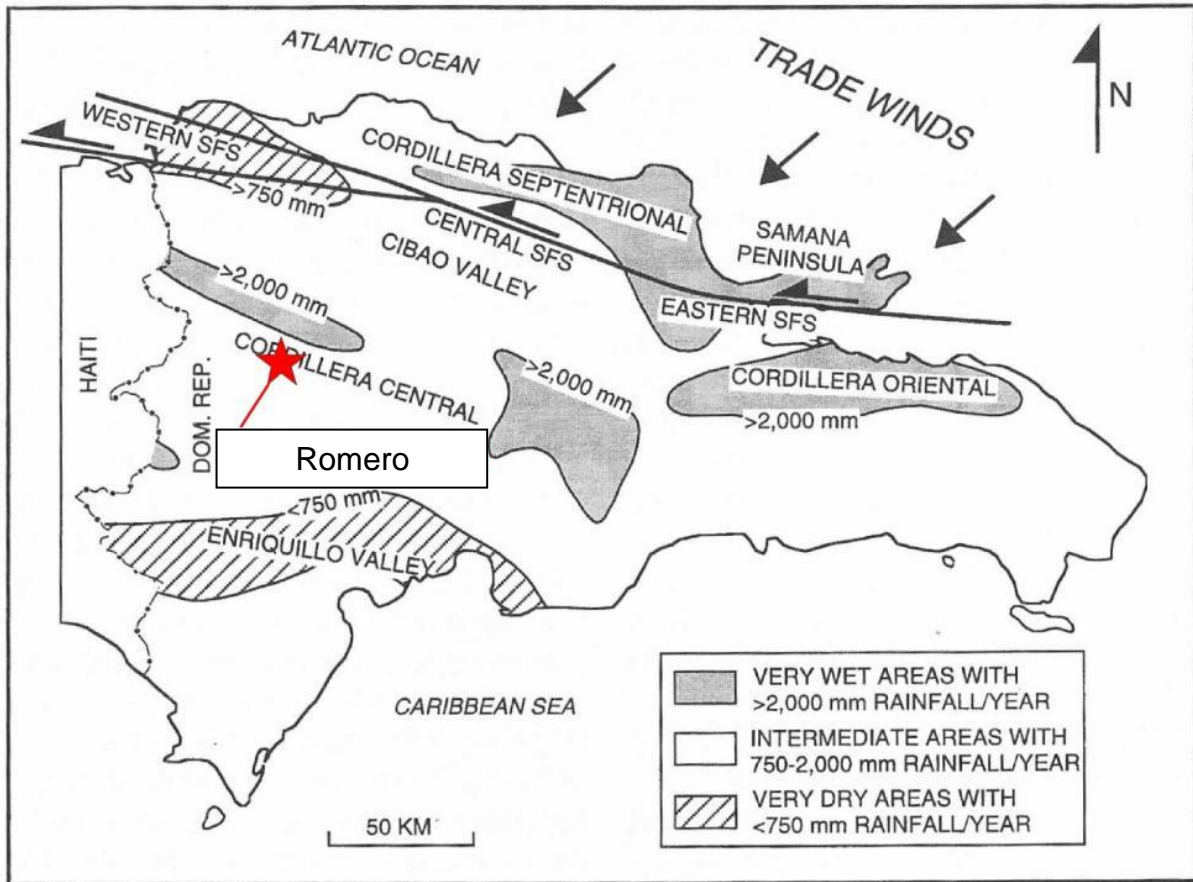 ATLANTIC OCEAN
TRADE WINDS
N
WESTERN SFS
>750 mm
CORDILLERA SEPTENTRIONAL
CENTRAL SFS
CIBAO VALLEY
SAMANA
PENINSULA
EASTERN SFS
>2,000 mm
CORDILLERA CENTRAL
>2,000 mm
CORDILLERA ORIENTAL
>2,000 mm
HAITI
DOM. REP.
Romero
<750 mm
ENRIQUILLO VALLEY
CARIBBEAN SEA
50 KM
VERY WET AREAS WITH
>2,000 mm RAINFALL/YEAR
INTERMEDIATE AREAS WITH
750-2,000 mm RAINFALL/YEAR
VERY DRY AREAS WITH
<750 mm RAINFALL/YEAR